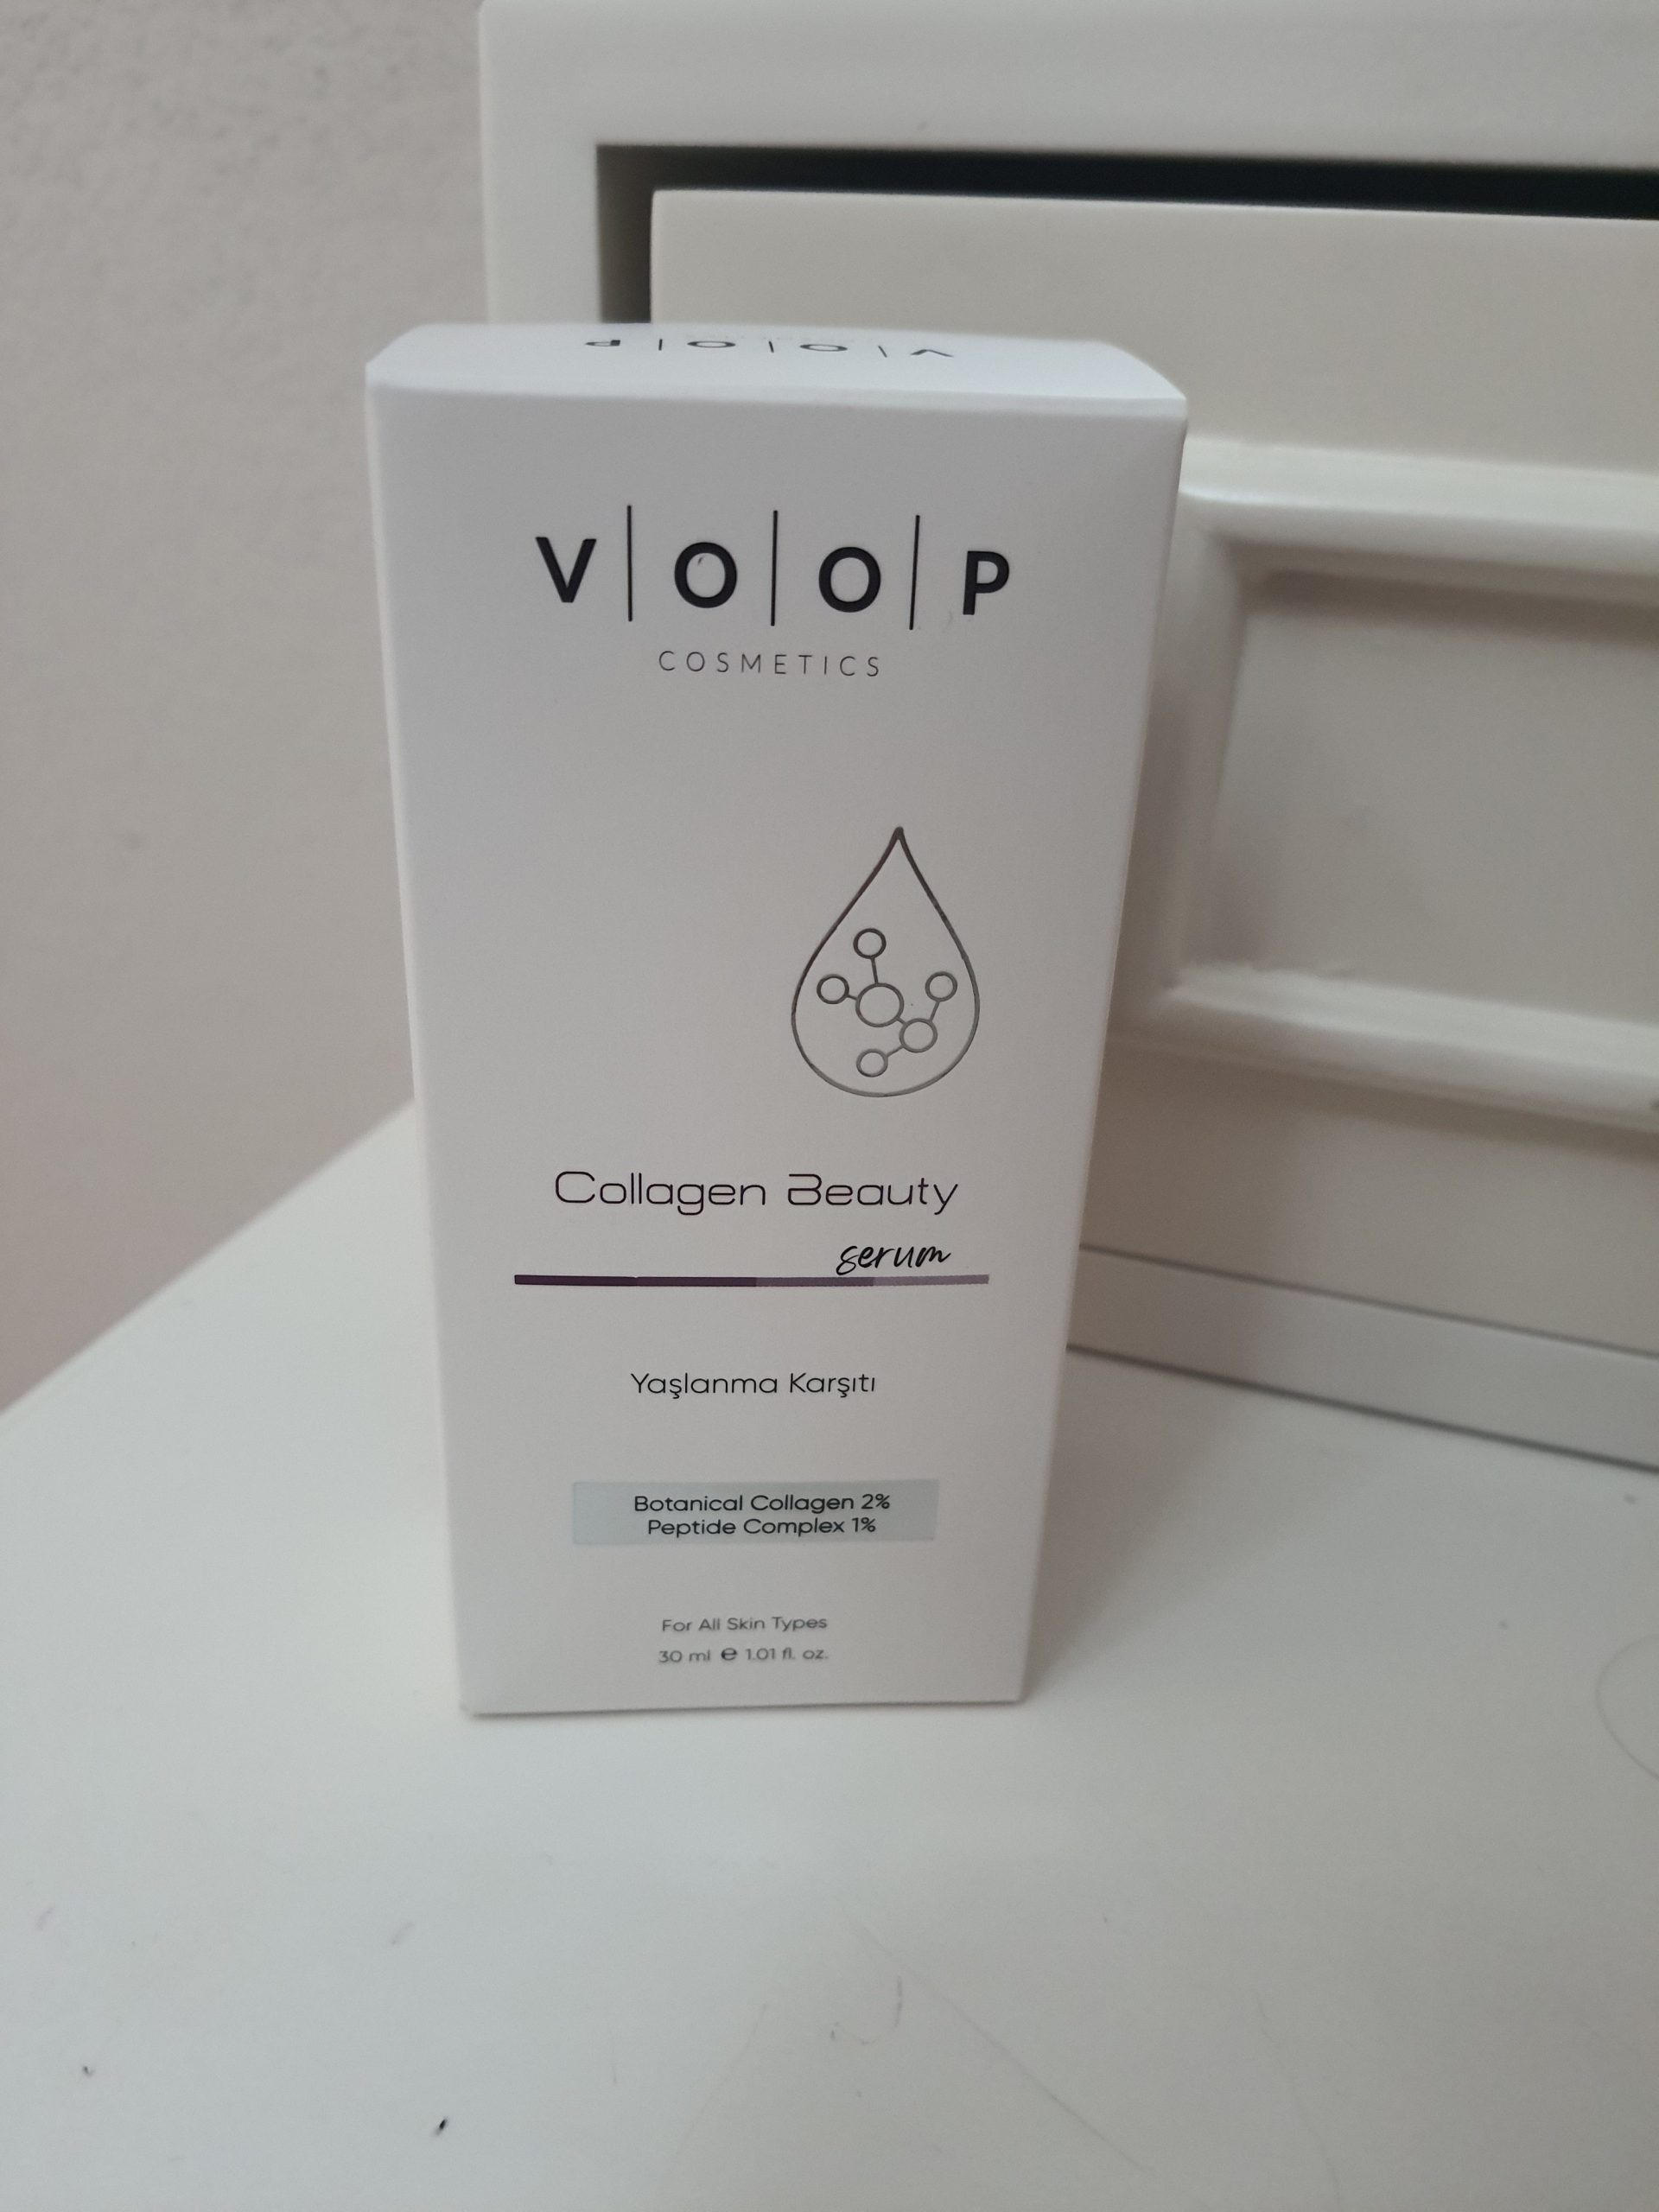 V|O|O|P
V|O|O|P
COSMETICS
Collagen Beauty
serum
Yaşlanma Karşıtı
Botanical Collagen 2%
Peptide Complex 1%
For All Skin Types
30 ml ℮ 1.01 fl. oz.